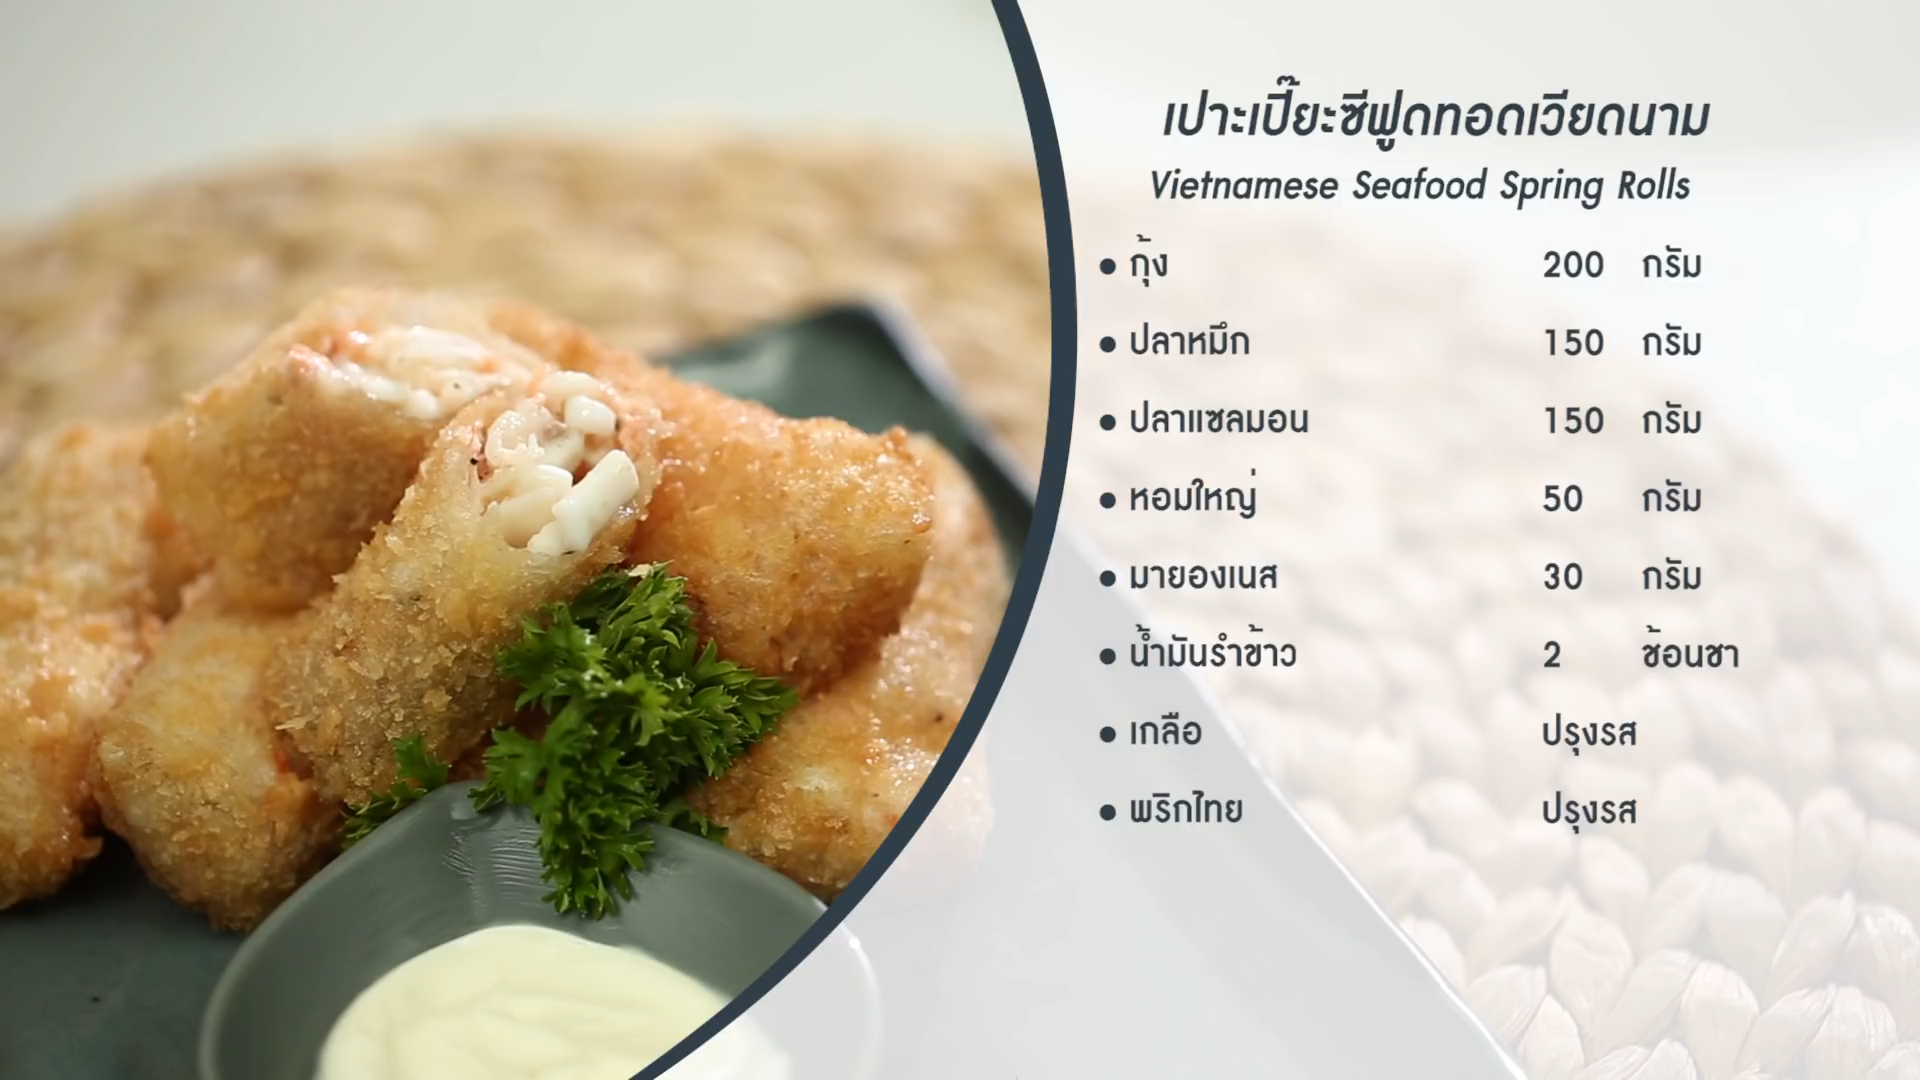 เปาะเปี๊ยะซีฟูดทอดเวียดนาม
Vietnamese Seafood Spring Rolls
• กุ้ง 200 กรัม
• ปลาหมึก 150 กรัม
• ปลาแซลมอน 150 กรัม
• หอมใหญ่ 50 กรัม
• มายองเนส 30 กรัม
• น้ำมันรำข้าว 2 ช้อนชา
• เกลือ ปรุงรส
• พริกไทย ปรุงรส